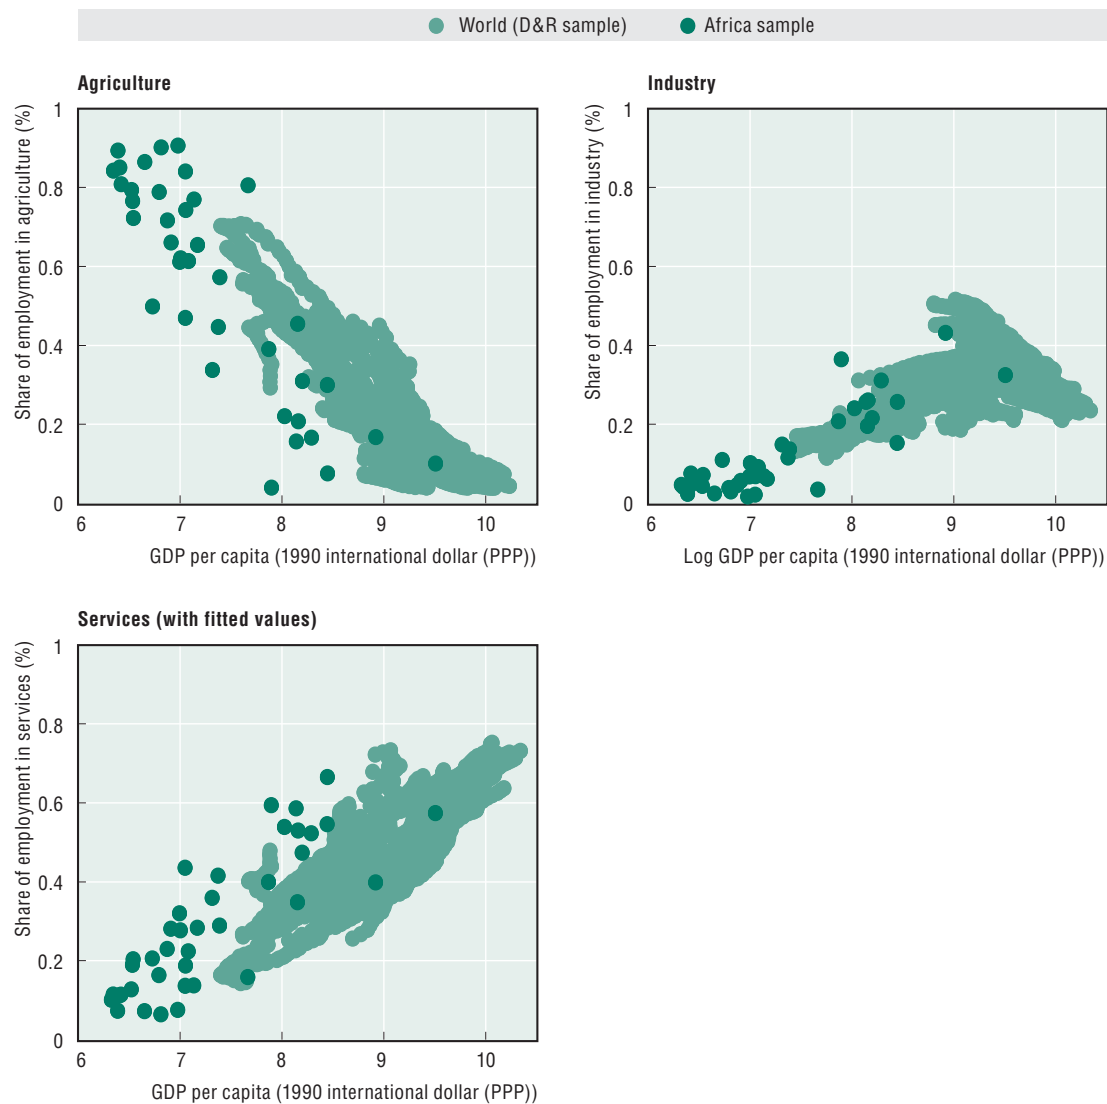 World (D&R sample) Africa sample
Agriculture
Share of employment in agriculture (%)
1
0.8
0.6
0.4
0.2
0
6 7 8 9 10
GDP per capita (1990 international dollar (PPP))
Industry
Share of employment in industry (%)
1
0.8
0.6
0.4
0.2
0
6 7 8 9 10
Log GDP per capita (1990 international dollar (PPP))
Services (with fitted values)
Share of employment in services (%)
1
0.8
0.6
0.4
0.2
0
6 7 8 9 10
GDP per capita (1990 international dollar (PPP))